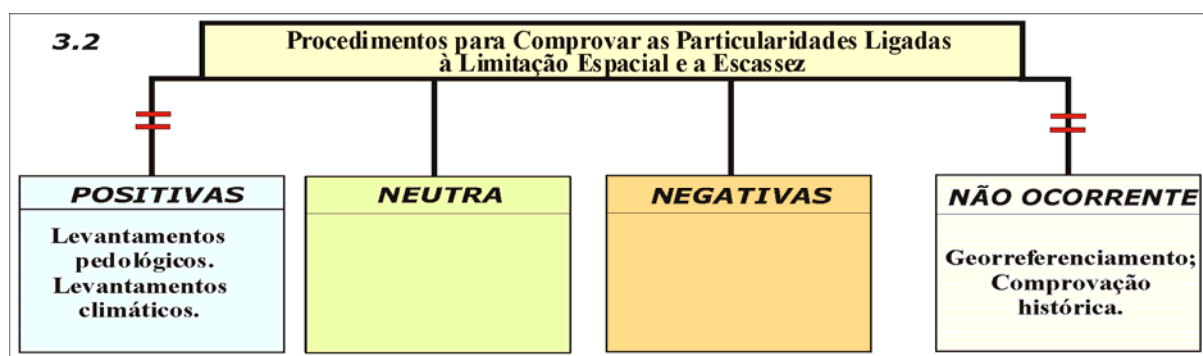 3.2
Procedimentos para Comprovar as Particularidades Ligadas
à Limitação Espacial e a Escassez
POSITIVAS
Levantamentos
pedológicos.
Levantamentos
climáticos.
NEUTRA
NEGATIVAS
NÃO OCORRENTE
Georreferenciamento;
Comprovação
histórica.